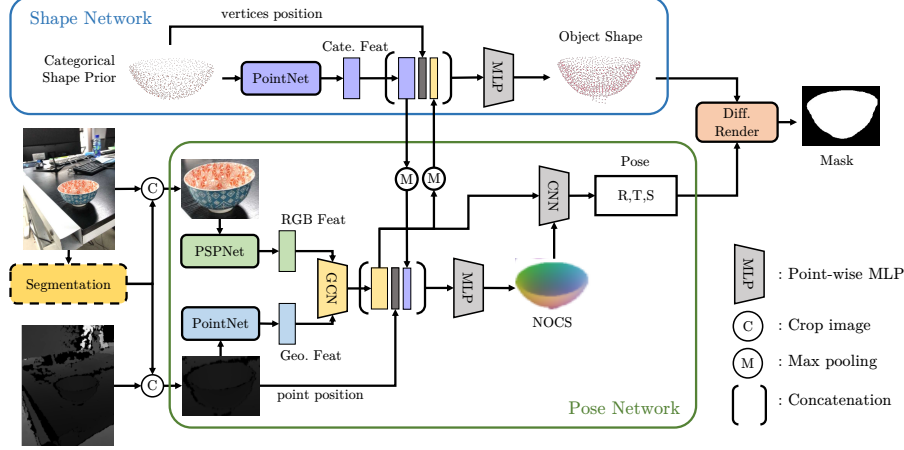 Shape Network
vertices position
Categorical
Shape Prior
PointNet
Cate. Feat
MLP
Object Shape
Diff.
Render
Mask
C
M
M
Pose
CNN
R,T,S
RGB Feat
PSPNet
Segmentation
GCN
MLP
PointNet
NOCS
Geo. Feat
C
point position
Pose Network
MLP
: Point-wise MLP
C
: Crop image
M
: Max pooling
: Concatenation